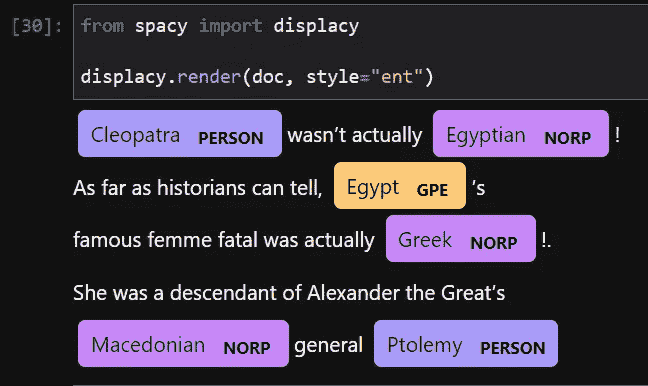 [30]: from spacy import displacy
displacy.render(doc, style="ent")
Cleopatra PERSON wasn’t actually Egyptian NORP !
As far as historians can tell, Egypt GPE ’s
famous femme fatal was actually Greek NORP !.
She was a descendant of Alexander the Great’s
Macedonian NORP general Ptolemy PERSON